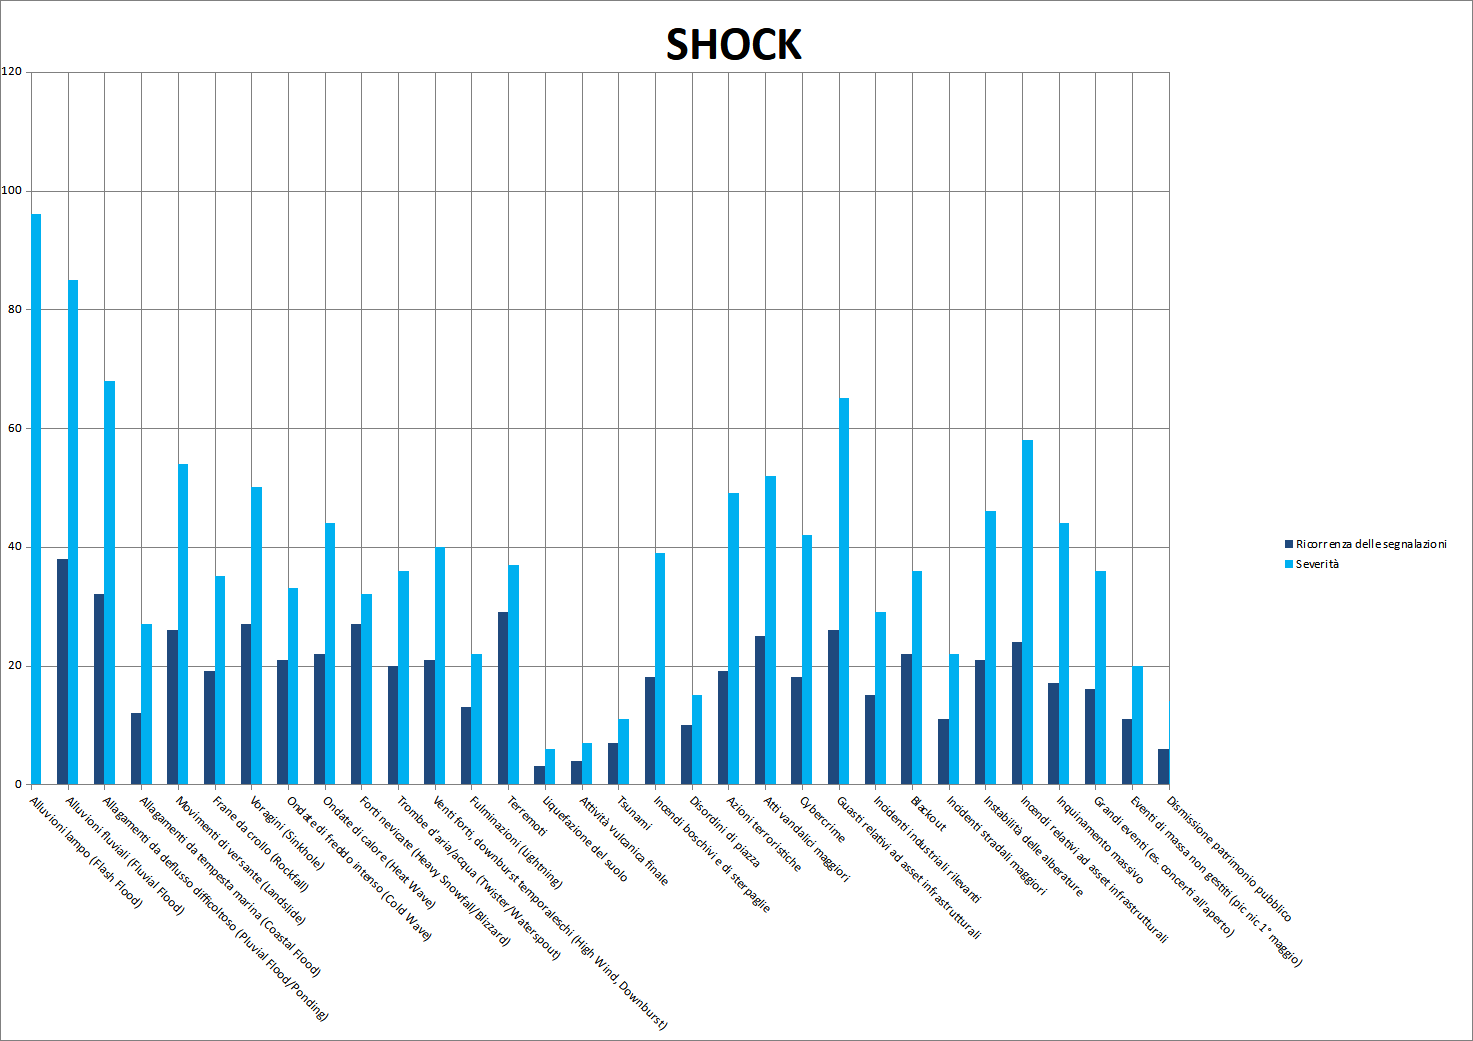 SHOCK
120
100
80
60
40
20
0
Alluvioni lampo (Flash Flood)
Alluvioni fluviali (Fluvial Flood)
Allagamenti da deflusso difficoltoso (Pluvial Flood/Ponding)
Allagamenti da tempesta marina (Coastal Flood)
Movimenti di versante (Landslide)
Frane da crollo (Rockfall)
Voragini (Sinkhole)
Ondate di freddo intenso (Cold Wave)
Ondate di calore (Heat Wave)
Forti nevicate (Heavy Snowfall/Blizzard)
Trombe d'aria/acqua (Twister/Waterspout)
Venti forti, downburst temporaleschi (High Wind, Downburst)
Fulminazioni (Lightning)
Terremoti
Liquefazione del suolo
Attività vulcanica finale
Tsunami
Incendi boschivi e di sterpaglie
Disordini di piazza
Azioni terroristiche
Atti vandalici maggiori
Cybercrime
Guasti relativi ad asset infrastrutturali
Incidenti industriali rilevanti
Blackout
Incidenti stradali maggiori
Instabilità delle alberature
Incendi relativi ad asset infrastrutturali
Inquinamento massivo
Grandi eventi (es. concerti all'aperto)
Eventi di massa non gestiti (pic nic 1° maggio)
Dismissione patrimonio pubblico
Ricorrenza delle segnalazioni
Severità